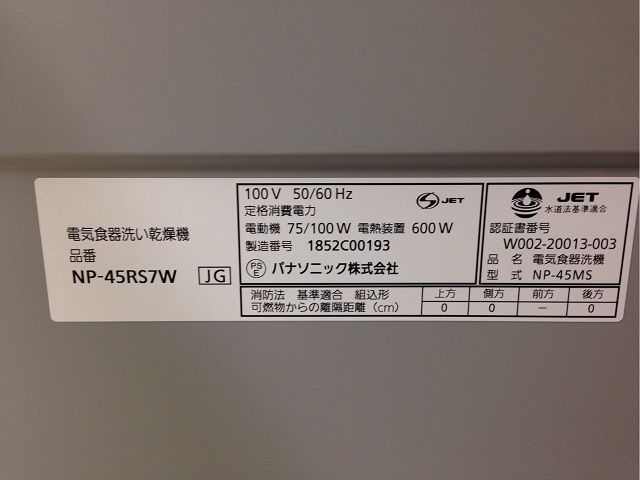 電気食器洗い乾燥機
品番
NP-45RS7W JG
100V 50/60Hz
定格消費電力
電動機 75/100W 電熱装置 600W
製造番号 1852C00193
PSE パナソニック株式会社
S JET
JET
水道法基準適合
認証書番号
W002-20013-003
品名 電気食器洗機
型式 NP-45MS
消防法 基準適合 組込形
可燃物からの離隔距離(cm)
上方 側方 前方 後方
0 0 − 0